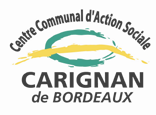 Centre Communal d'Action Sociale
CARIGNAN
de BORDEAUX